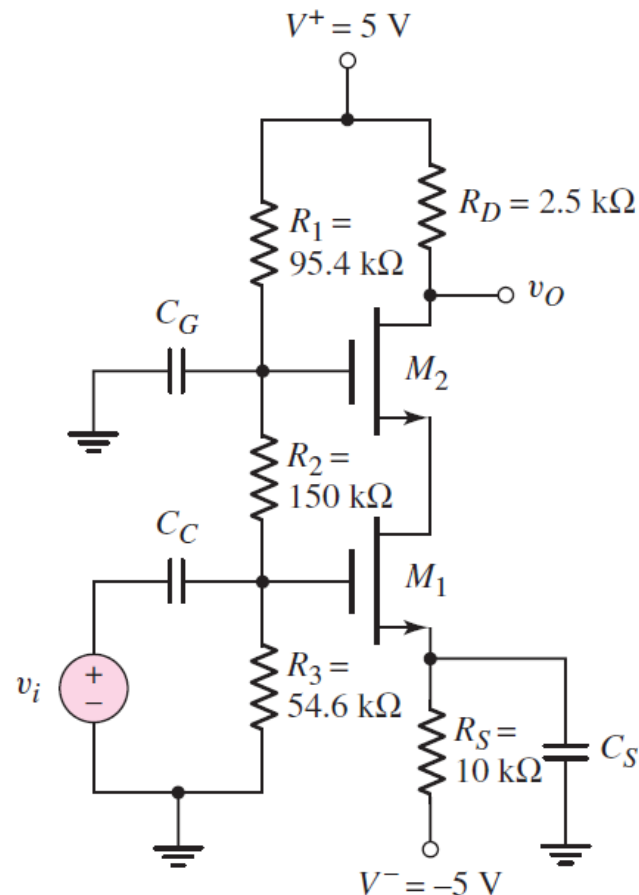 V⁺ = 5 V
R₁ =
95.4 kΩ
R_D = 2.5 kΩ
v_O
C_G
M₂
R₂ =
150 kΩ
C_C
M₁
v_i
+
−
R₃ =
54.6 kΩ
R_S =
10 kΩ
C_S
V⁻ = −5 V